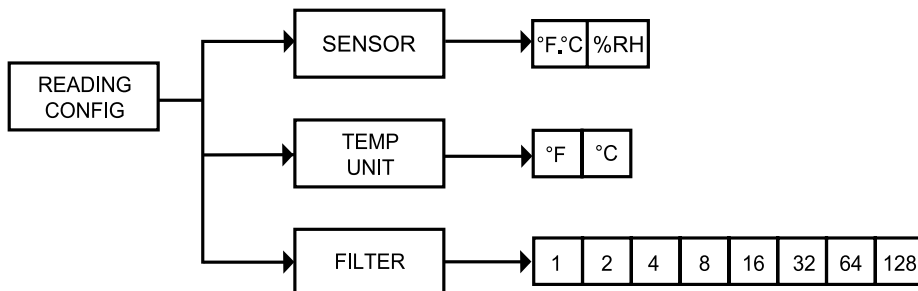 READING
CONFIG
SENSOR
°F.°C %RH
TEMP
UNIT
°F °C
FILTER
1 2 4 8 16 32 64 128